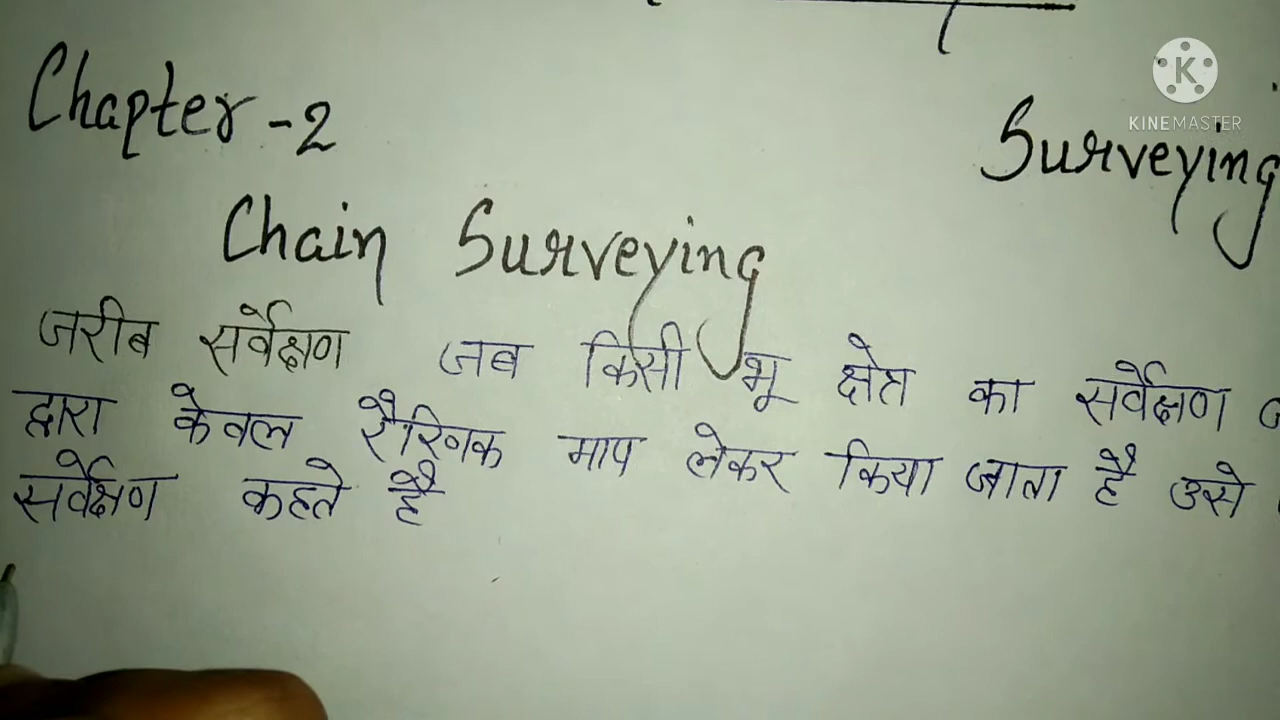 Chapter -2
Surveying
Chain Surveying
जरीब सर्वेक्षण जब किसी भू क्षेत्र का सर्वेक्षण
द्वारा केवल रैखिक माप लेकर किया जाता है उसे
सर्वेक्षण कहते है
KINEMASTER